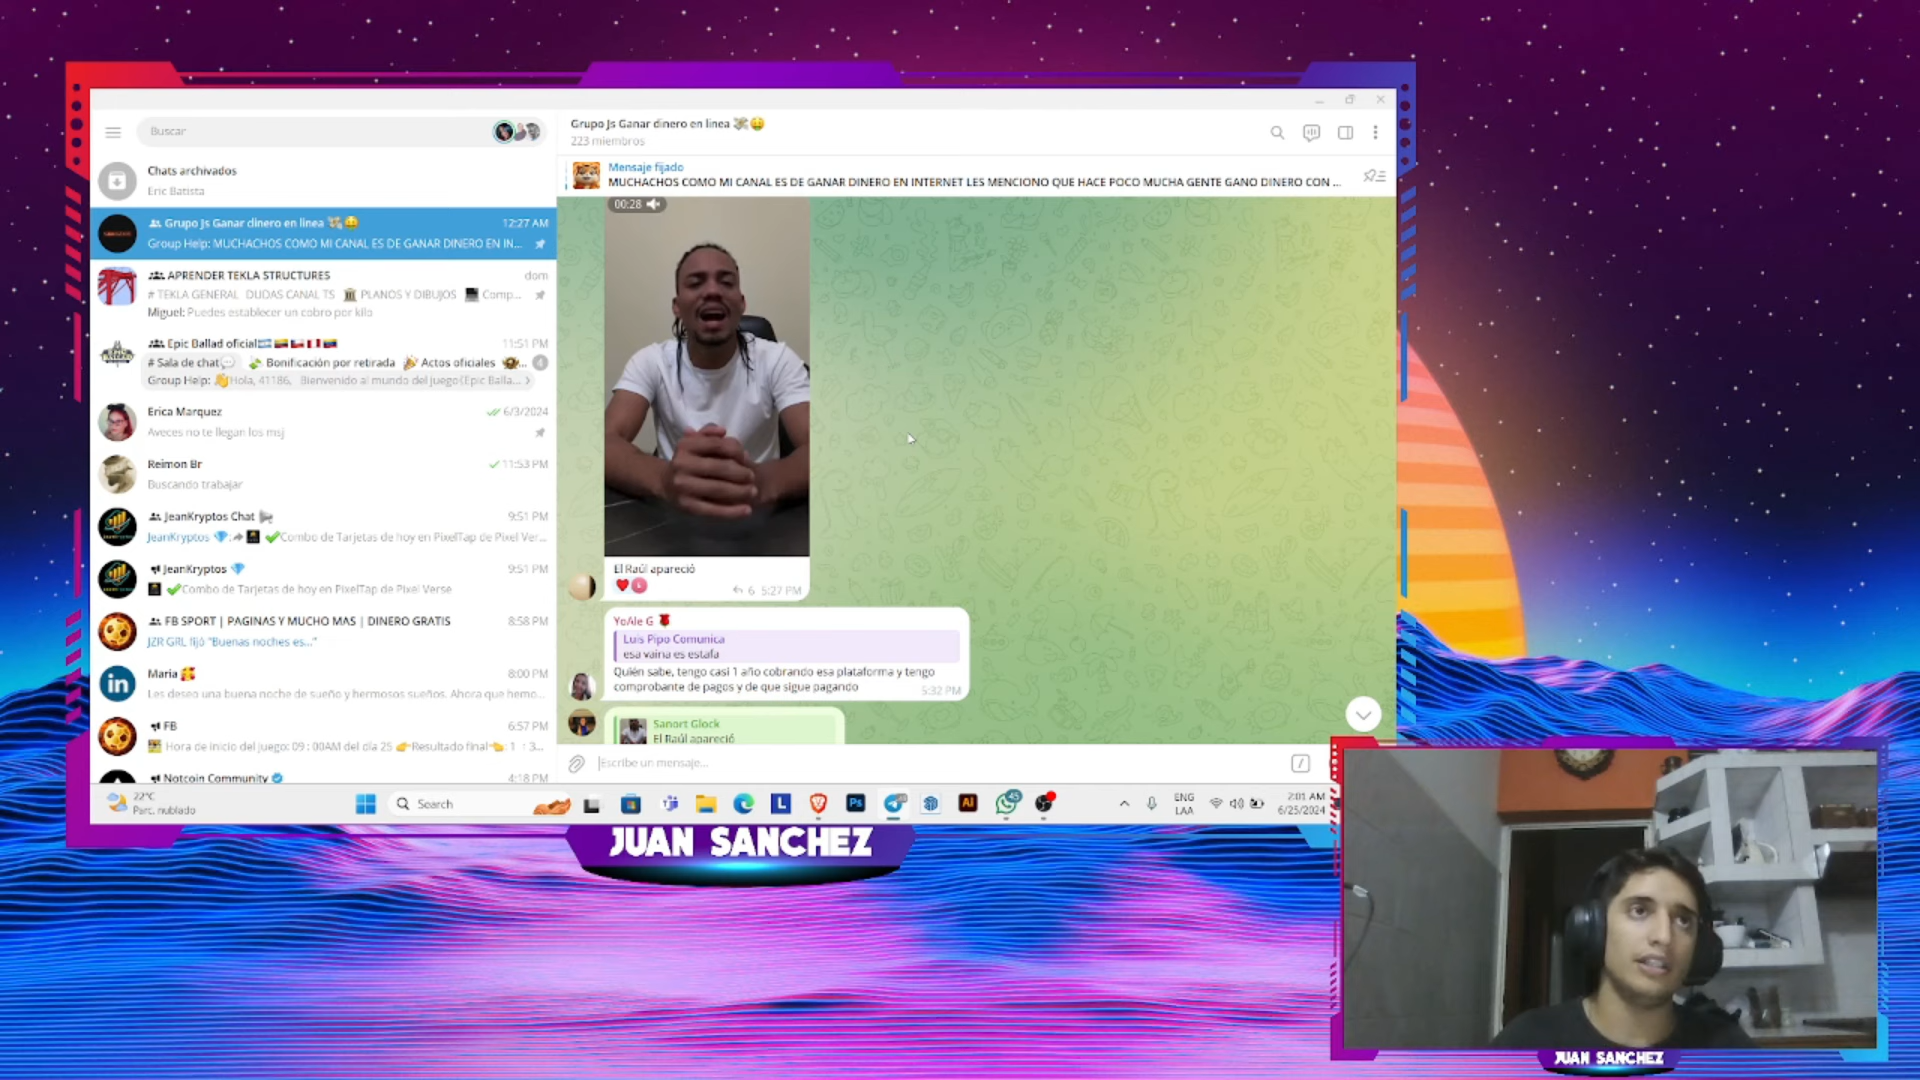 Buscar
Chats archivados
Eric Batista
Grupo Js Ganar dinero en linea 💸🤑
12:27 AM
Group Help: MUCHACHOS COMO MI CANAL ES DE GANAR DINERO EN IN...
APRENDER TEKLA STRUCTURES
dom
# TEKLA GENERAL DUDAS CANAL TS 🏛 PLANOS Y DIBUJOS 💻 Comp...
Miguel: Puedes establecer un cobro por kilo
Epic Ballad oficial
11:51 PM
# Sala de chat💬 Bonificación por retirada 🎉 Actos oficiales
4
Group Help: 👋Hola, 41186, Bienvenido al mundo del juego(Epic Balla...
Erica Marquez
6/3/2024
Aveces no te llegan los msj
Reimon Br
11:53 PM
Buscando trabajar
JeanKryptos Chat
9:51 PM
JeanKryptos 💎: ✅Combo de Tarjetas de hoy en PixelTap de Pixel Ver...
JeanKryptos 💎
9:51 PM
✅Combo de Tarjetas de hoy en PixelTap de Pixel Verse
FB SPORT | PAGINAS Y MUCHO MAS | DINERO GRATIS
8:58 PM
JZR GRL fijó "Buenas noches es..."
in
Maria 🥰
8:00 PM
Les deseo una buena noche de sueño y hermosos sueños. Ahora que hemo...
FB
6:57 PM
Hora de inicio del juego: 09: 00AM del día 25 👉Resultado final👈: 1 : 3...
Notcoin Community
4:18 PM
Grupo Js Ganar dinero en linea 💸🤑
223 miembros
Mensaje fijado
MUCHACHOS COMO MI CANAL ES DE GANAR DINERO EN INTERNET LES MENCIONO QUE HACE POCO MUCHA GENTE GANO DINERO CON ...
00:28
El Raúl apareció
6 5:27 PM
YoAle G 🌹
Luis Pipo Comunica
esa vaina es estafa
Quién sabe, tengo casi 1 año cobrando esa plataforma y tengo
comprobante de pagos y de que sigue pagando
5:32 PM
Sanort Glock
El Raúl apareció
Escribe un mensaje...
22°C
Parc. nublado
Search
L
Ps
Ai
45
ENG
LAA
2:01 AM
6/25/2024
JUAN SANCHEZ
JUAN SANCHEZ